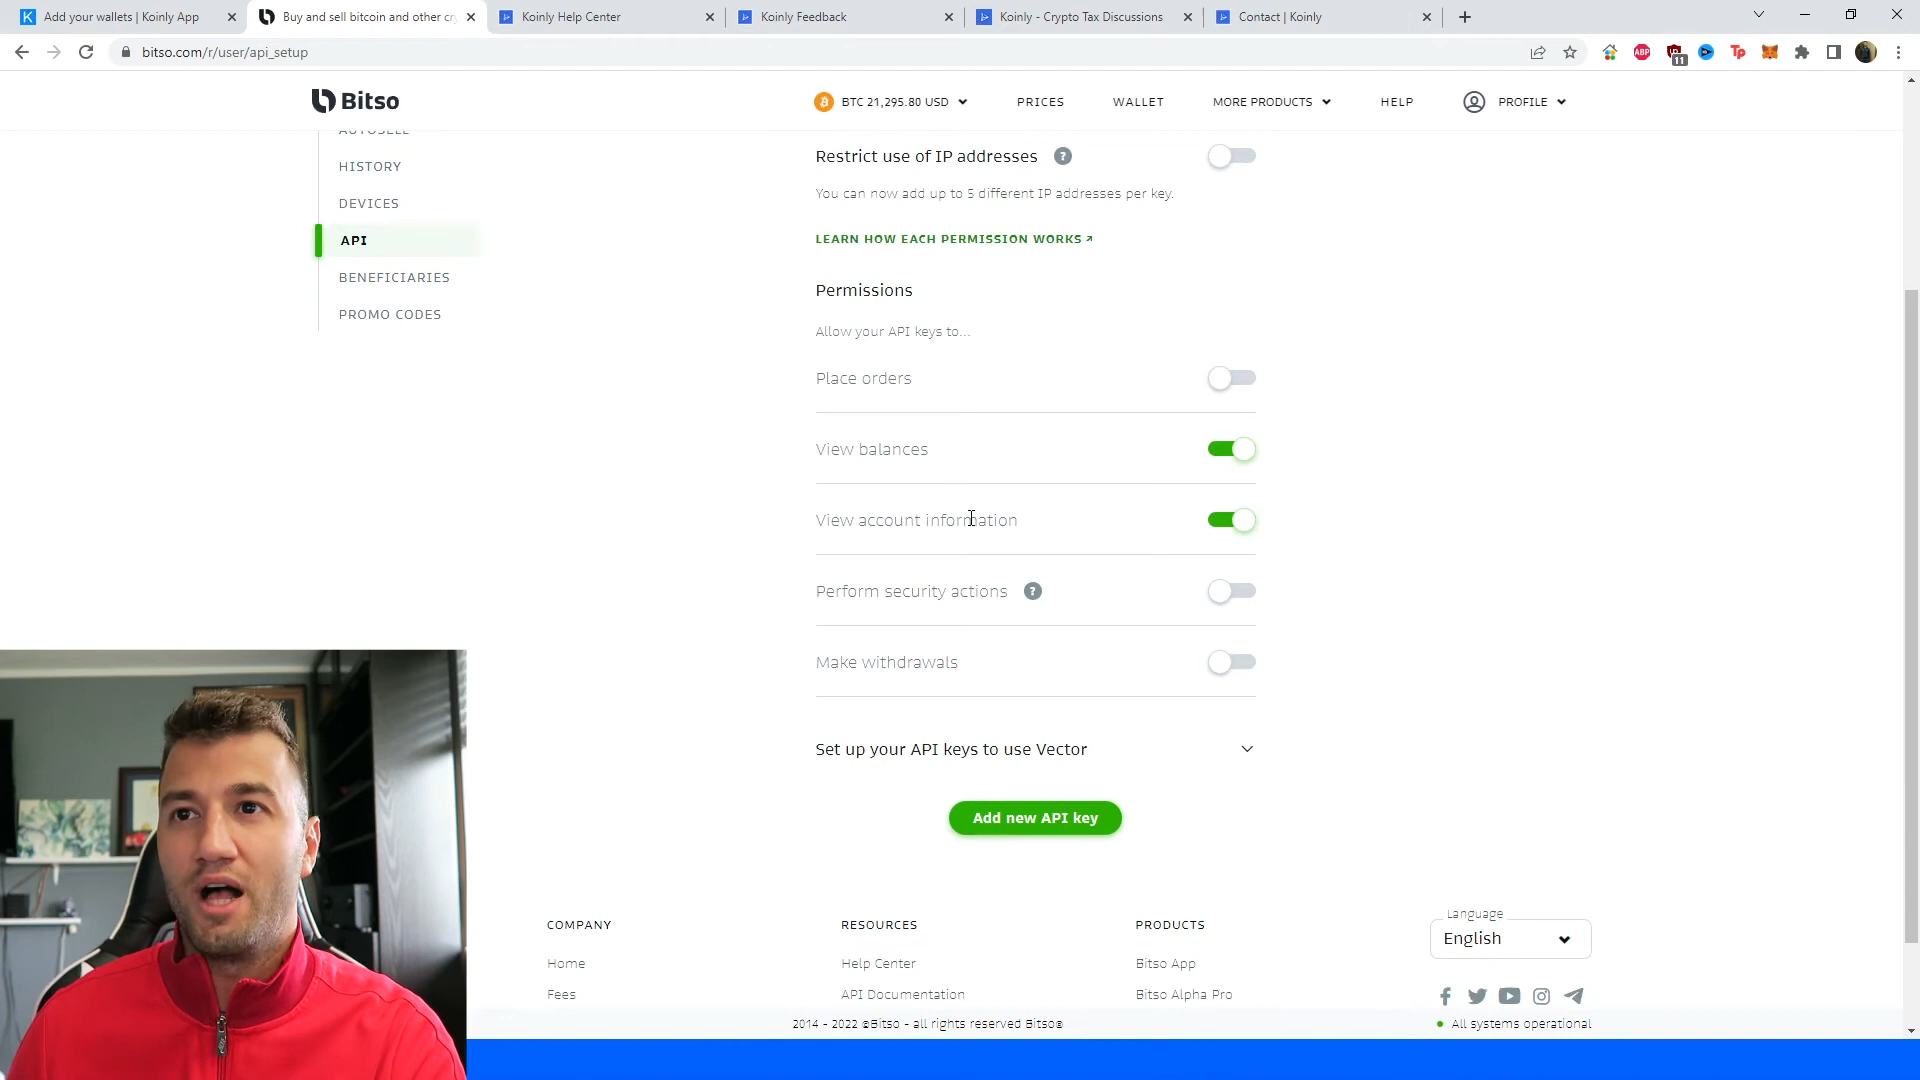 Add your wallets | Koinly App
Buy and sell bitcoin and other cr
Koinly Help Center
Koinly Feedback
Koinly - Crypto Tax Discussions
Contact | Koinly
bitso.com/r/user/api_setup
ABP
11
Tp
Bitso
BTC 21,295.80 USD
PRICES
WALLET
MORE PRODUCTS
HELP
PROFILE
AUTOSELL
HISTORY
DEVICES
API
BENEFICIARIES
PROMO CODES
Restrict use of IP addresses ?
You can now add up to 5 different IP addresses per key.
LEARN HOW EACH PERMISSION WORKS ↗
Permissions
Allow your API keys to...
Place orders
View balances
View account information
Perform security actions ?
Make withdrawals
Set up your API keys to use Vector
Add new API key
COMPANY
Home
Fees
RESOURCES
Help Center
API Documentation
PRODUCTS
Bitso App
Bitso Alpha Pro
Language
English
2014 - 2022 ©Bitso - all rights reserved Bitso®
All systems operational